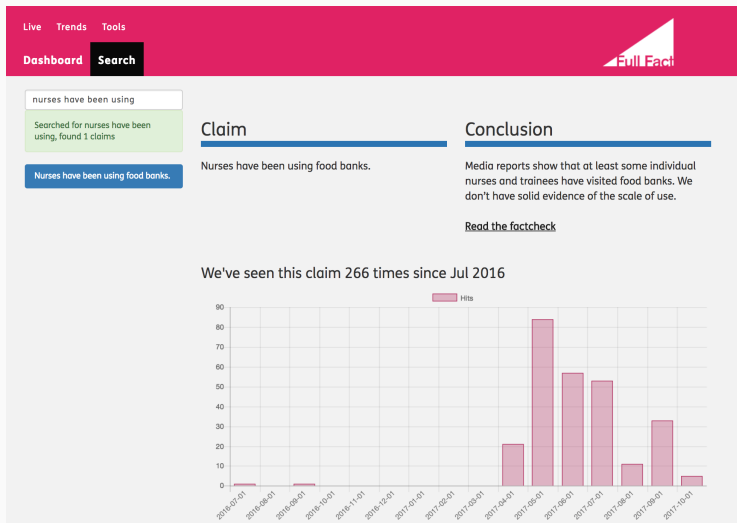 Live Trends Tools
Dashboard Search
Full Fact
nurses have been using
Searched for nurses have been
using, found 1 claims
Nurses have been using food banks.
Claim
Nurses have been using food banks.
Conclusion
Media reports show that at least some individual
nurses and trainees have visited food banks. We
don't have solid evidence of the scale of use.
Read the factcheck
We've seen this claim 266 times since Jul 2016
Hits
90
80
70
60
50
40
30
20
10
0
2016-07-01
2016-08-01
2016-09-01
2016-10-01
2016-11-01
2016-12-01
2017-01-01
2017-02-01
2017-03-01
2017-04-01
2017-05-01
2017-06-01
2017-07-01
2017-08-01
2017-09-01
2017-10-01